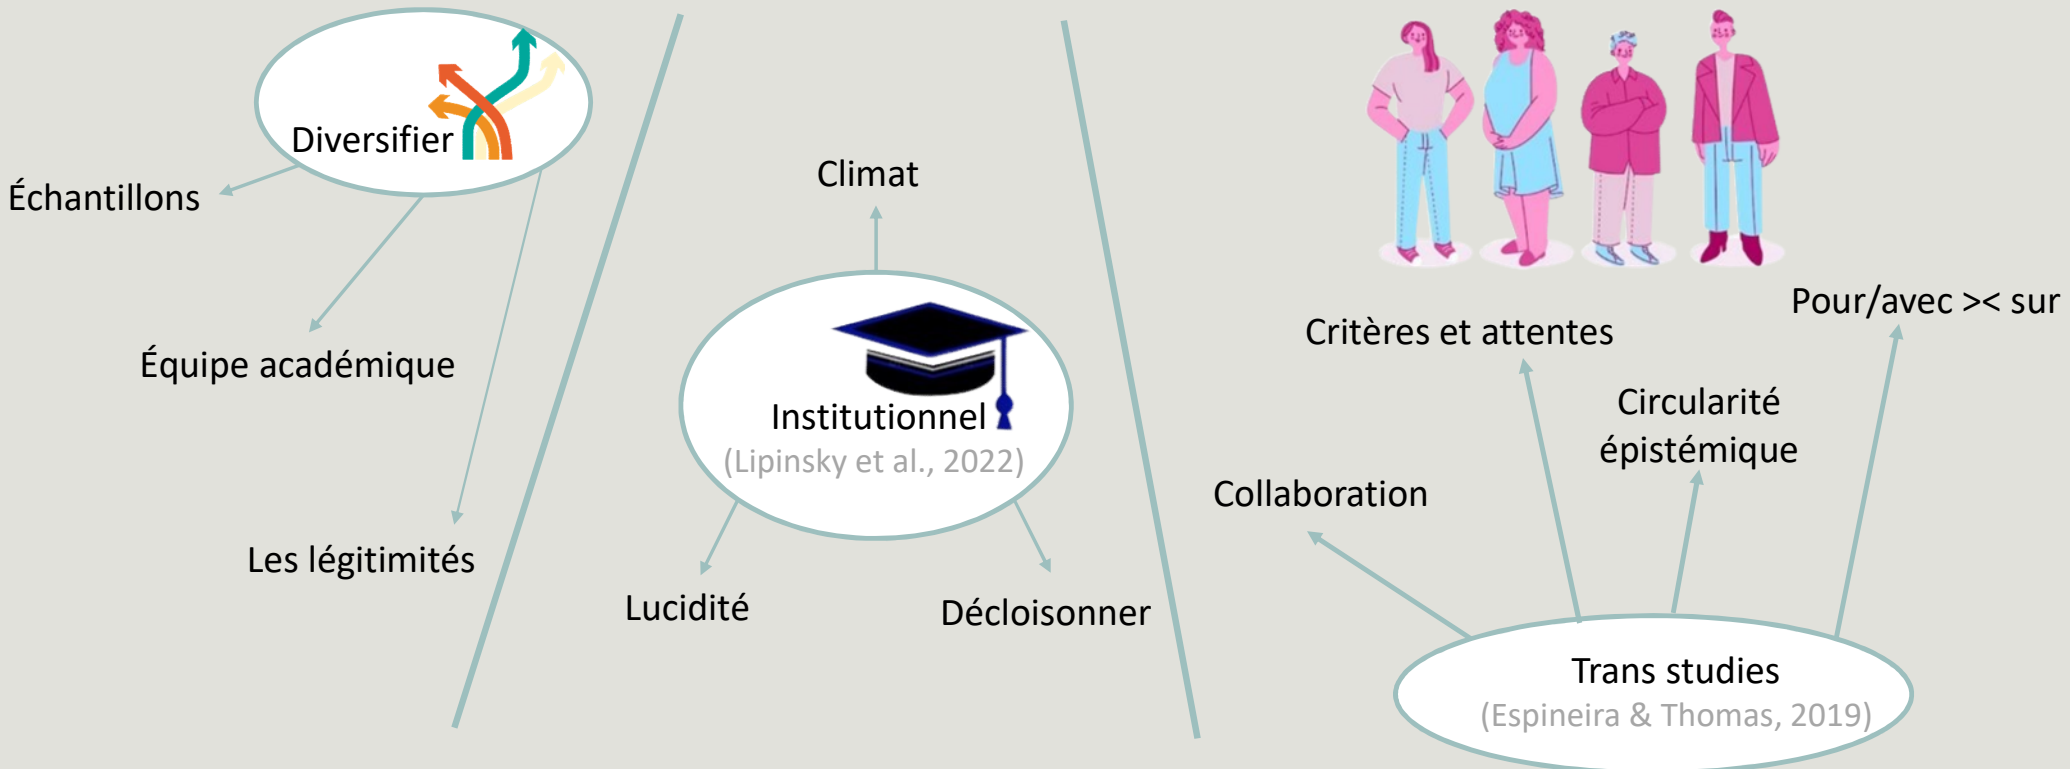 Diversifier
Échantillons
Équipe académique
Les légitimités
Climat
Institutionnel
(Lipinsky et al., 2022)
Lucidité
Décloisonner
Pour/avec >< sur
Critères et attentes
Circularité
épistémique
Collaboration
Trans studies
(Espineira & Thomas, 2019)